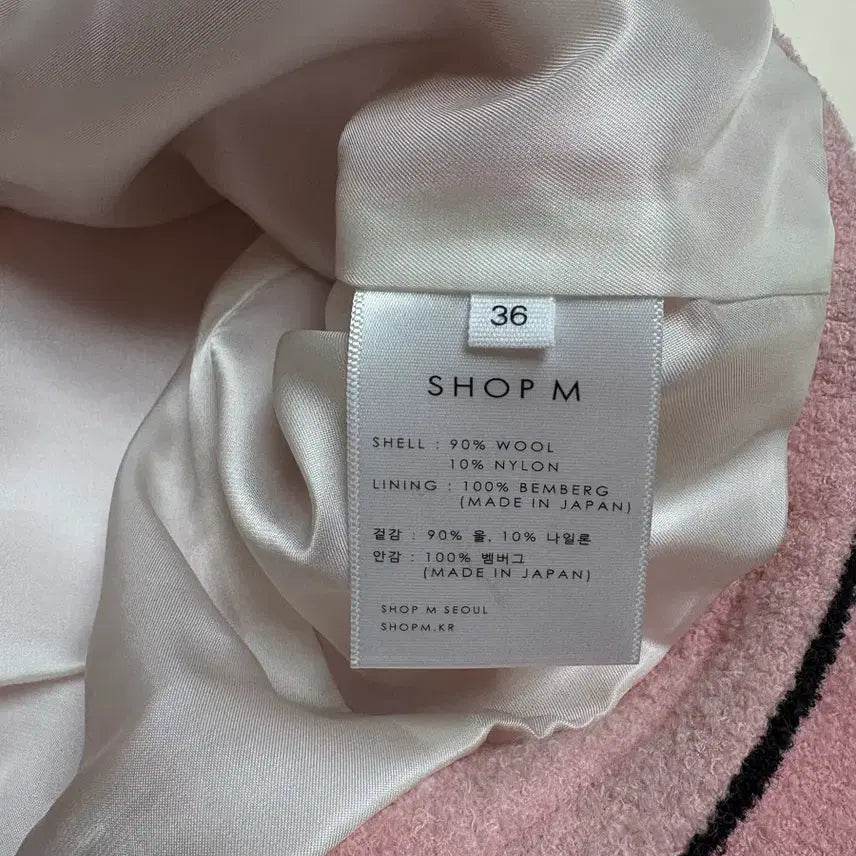 36
SHOP M
SHELL : 90% WOOL
10% NYLON
LINING : 100% BEMBERG
(MADE IN JAPAN)
겉감 : 90% 울, 10% 나일론
안감 : 100% 벰버그
(MADE IN JAPAN)
SHOP M SEOUL
SHOPM.KR